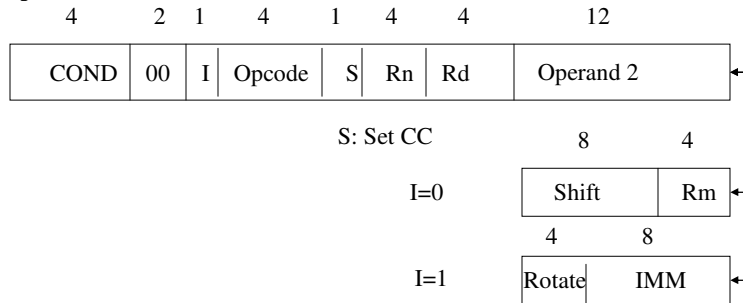 4 2 1 4 1 4 4 12
COND 00 I Opcode S Rn Rd Operand 2
S: Set CC
8 4
I=0 Shift Rm
4 8
I=1 Rotate IMM